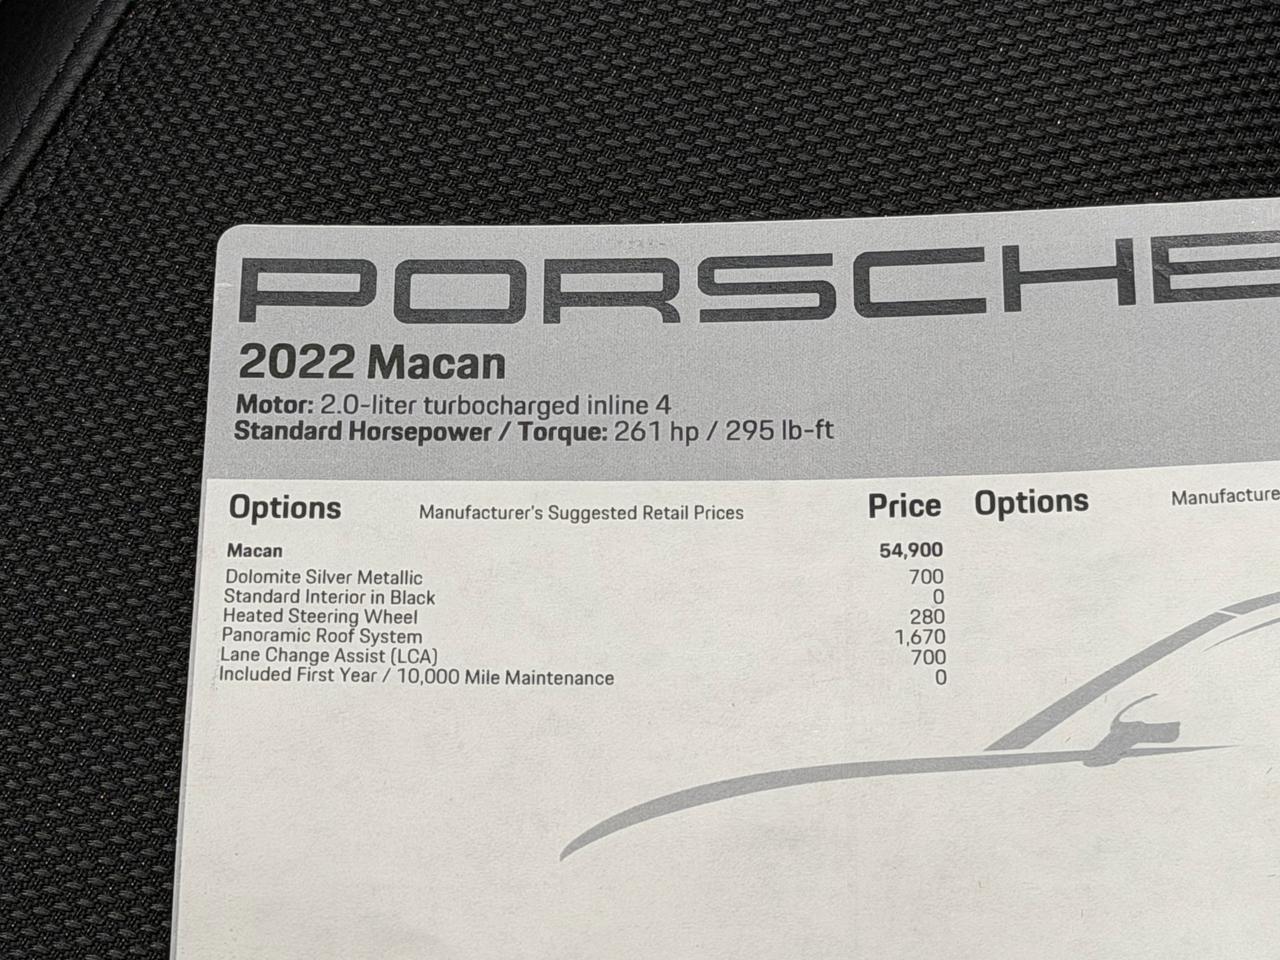 PORSCHE
2022 Macan
Motor: 2.0-liter turbocharged inline 4
Standard Horsepower / Torque: 261 hp / 295 lb-ft
Options Manufacturer's Suggested Retail Prices Price Options Manufacture
Macan 54,900
Dolomite Silver Metallic 700
Standard Interior in Black 0
Heated Steering Wheel 280
Panoramic Roof System 1,670
Lane Change Assist (LCA) 700
Included First Year / 10,000 Mile Maintenance 0